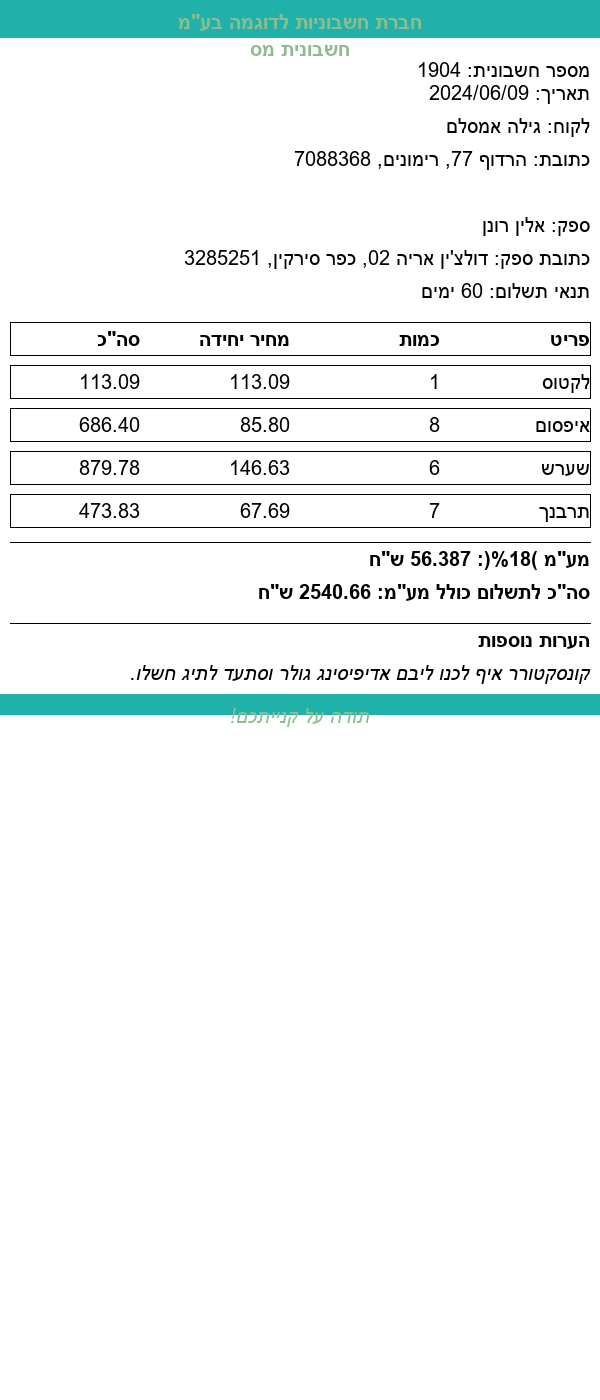 חברת חשבוניות לדוגמה בע"מ
חשבונית מס
מספר חשבונית: 1904
תאריך: 2024/06/09
לקוח: גילה אמסלם
כתובת: הרדוף 77, רימונים, 7088368
ספק: אלין רונן
כתובת ספק: דולצ'ין אריה 02, כפר סירקין, 3285251
תנאי תשלום: 60 ימים
פריט כמות מחיר יחידה סה"כ
לקטוס 1 113.09 113.09
איפסום 8 85.80 686.40
שערש 6 146.63 879.78
תרבנך 7 67.69 473.83
מע"מ )18%(: 56.387 ש"ח
סה"כ לתשלום כולל מע"מ: 2540.66 ש"ח
הערות נוספות
קונסקטורר איף לכנו ליבם אדיפיסינג גולר וסתעד לתיג חשלו.
תודה על קנייתכם!